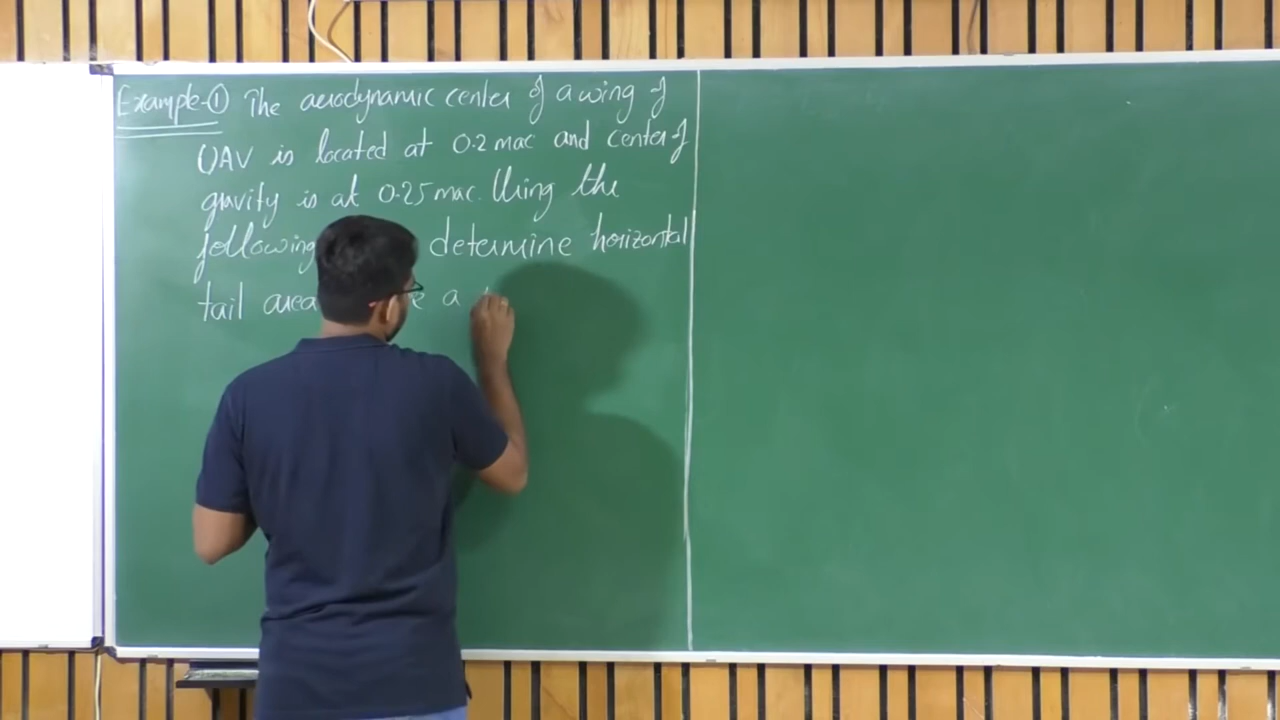 Example-① The aerodynamic center of a wing of
UAV is located at 0.2 mac and center of
gravity is at 0.25 mac. Using the
following determine horizontal
tail area a